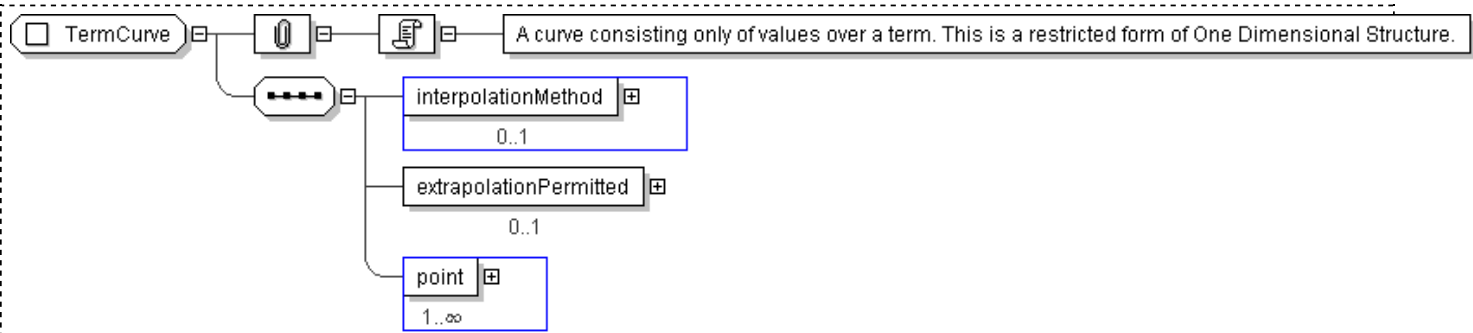 TermCurve
A curve consisting only of values over a term. This is a restricted form of One Dimensional Structure.
interpolationMethod
0..1
extrapolationPermitted
0..1
point
1..∞